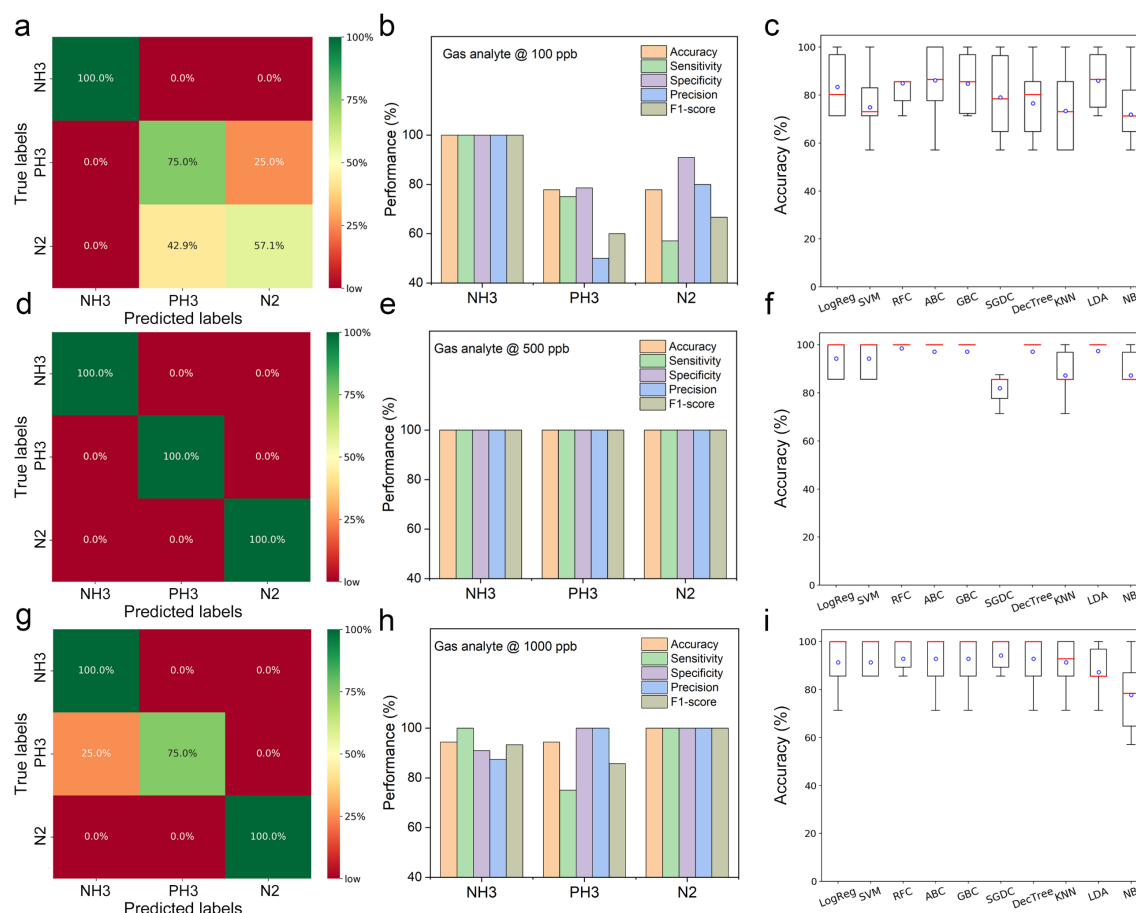 a
100%
75%
50%
25%
low
NH3
PH3
N2
True labels
100.0%
0.0%
0.0%
0.0%
75.0%
25.0%
0.0%
42.9%
57.1%
NH3
PH3
N2
Predicted labels
b
Gas analyte @ 100 ppb
Accuracy
Sensitivity
Specificity
Precision
F1-score
Performance (%)
100
80
60
40
NH3
PH3
N2
c
Accuracy (%)
100
80
60
40
20
0
LogReg
SVM
RFC
ABC
GBC
SGDC
DecTree
KNN
LDA
NB
d
100%
75%
50%
25%
low
NH3
PH3
N2
True labels
100.0%
0.0%
0.0%
0.0%
100.0%
0.0%
0.0%
0.0%
100.0%
NH3
PH3
N2
Predicted labels
e
Gas analyte @ 500 ppb
Accuracy
Sensitivity
Specificity
Precision
F1-score
Performance (%)
100
80
60
40
NH3
PH3
N2
f
Accuracy (%)
100
80
60
40
20
0
LogReg
SVM
RFC
ABC
GBC
SGDC
DecTree
KNN
LDA
NB
g
100%
75%
50%
25%
low
NH3
PH3
N2
True labels
100.0%
0.0%
0.0%
25.0%
75.0%
0.0%
0.0%
0.0%
100.0%
NH3
PH3
N2
Predicted labels
h
Gas analyte @ 1000 ppb
Accuracy
Sensitivity
Specificity
Precision
F1-score
Performance (%)
100
80
60
40
NH3
PH3
N2
i
Accuracy (%)
100
80
60
40
20
0
LogReg
SVM
RFC
ABC
GBC
SGDC
DecTree
KNN
LDA
NB